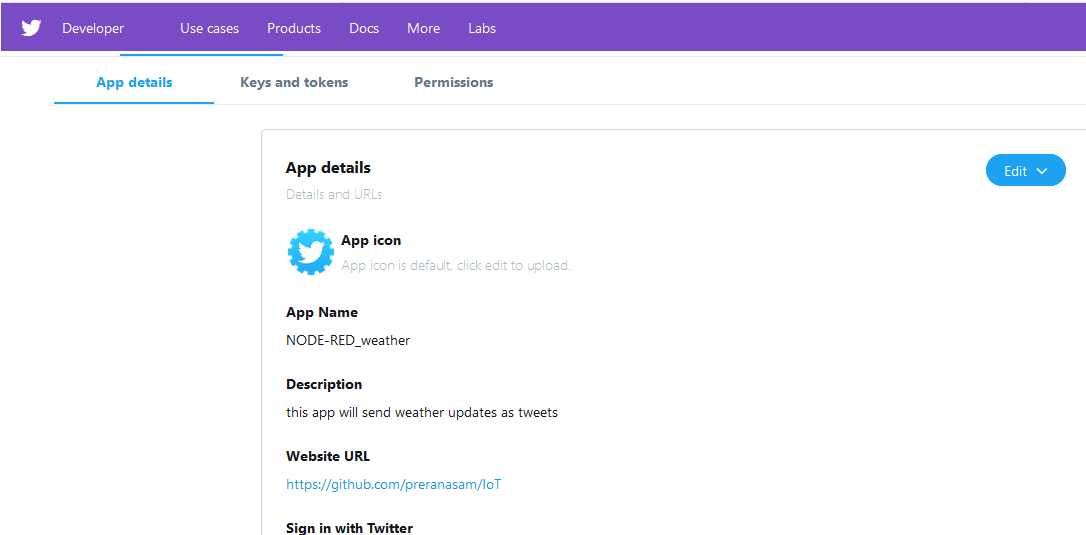 Developer Use cases Products Docs More Labs
App details Keys and tokens Permissions
App details
Edit
Details and URLs
App icon
App icon is default, click edit to upload.
App Name
NODE-RED_weather
Description
this app will send weather updates as tweets
Website URL
https://github.com/preranasam/IoT
Sign in with Twitter